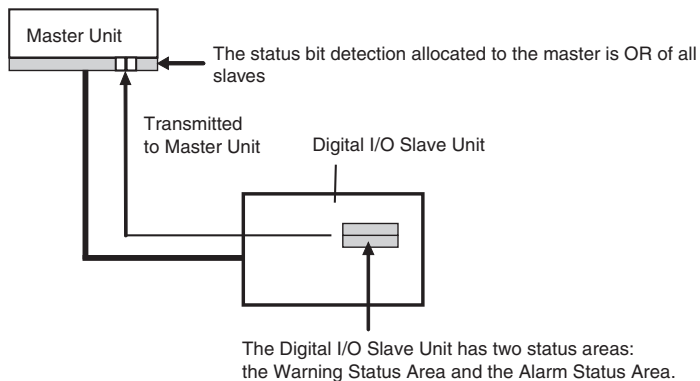 Master Unit
The status bit detection allocated to the master is OR of all
slaves
Transmitted
to Master Unit
Digital I/O Slave Unit
The Digital I/O Slave Unit has two status areas:
the Warning Status Area and the Alarm Status Area.